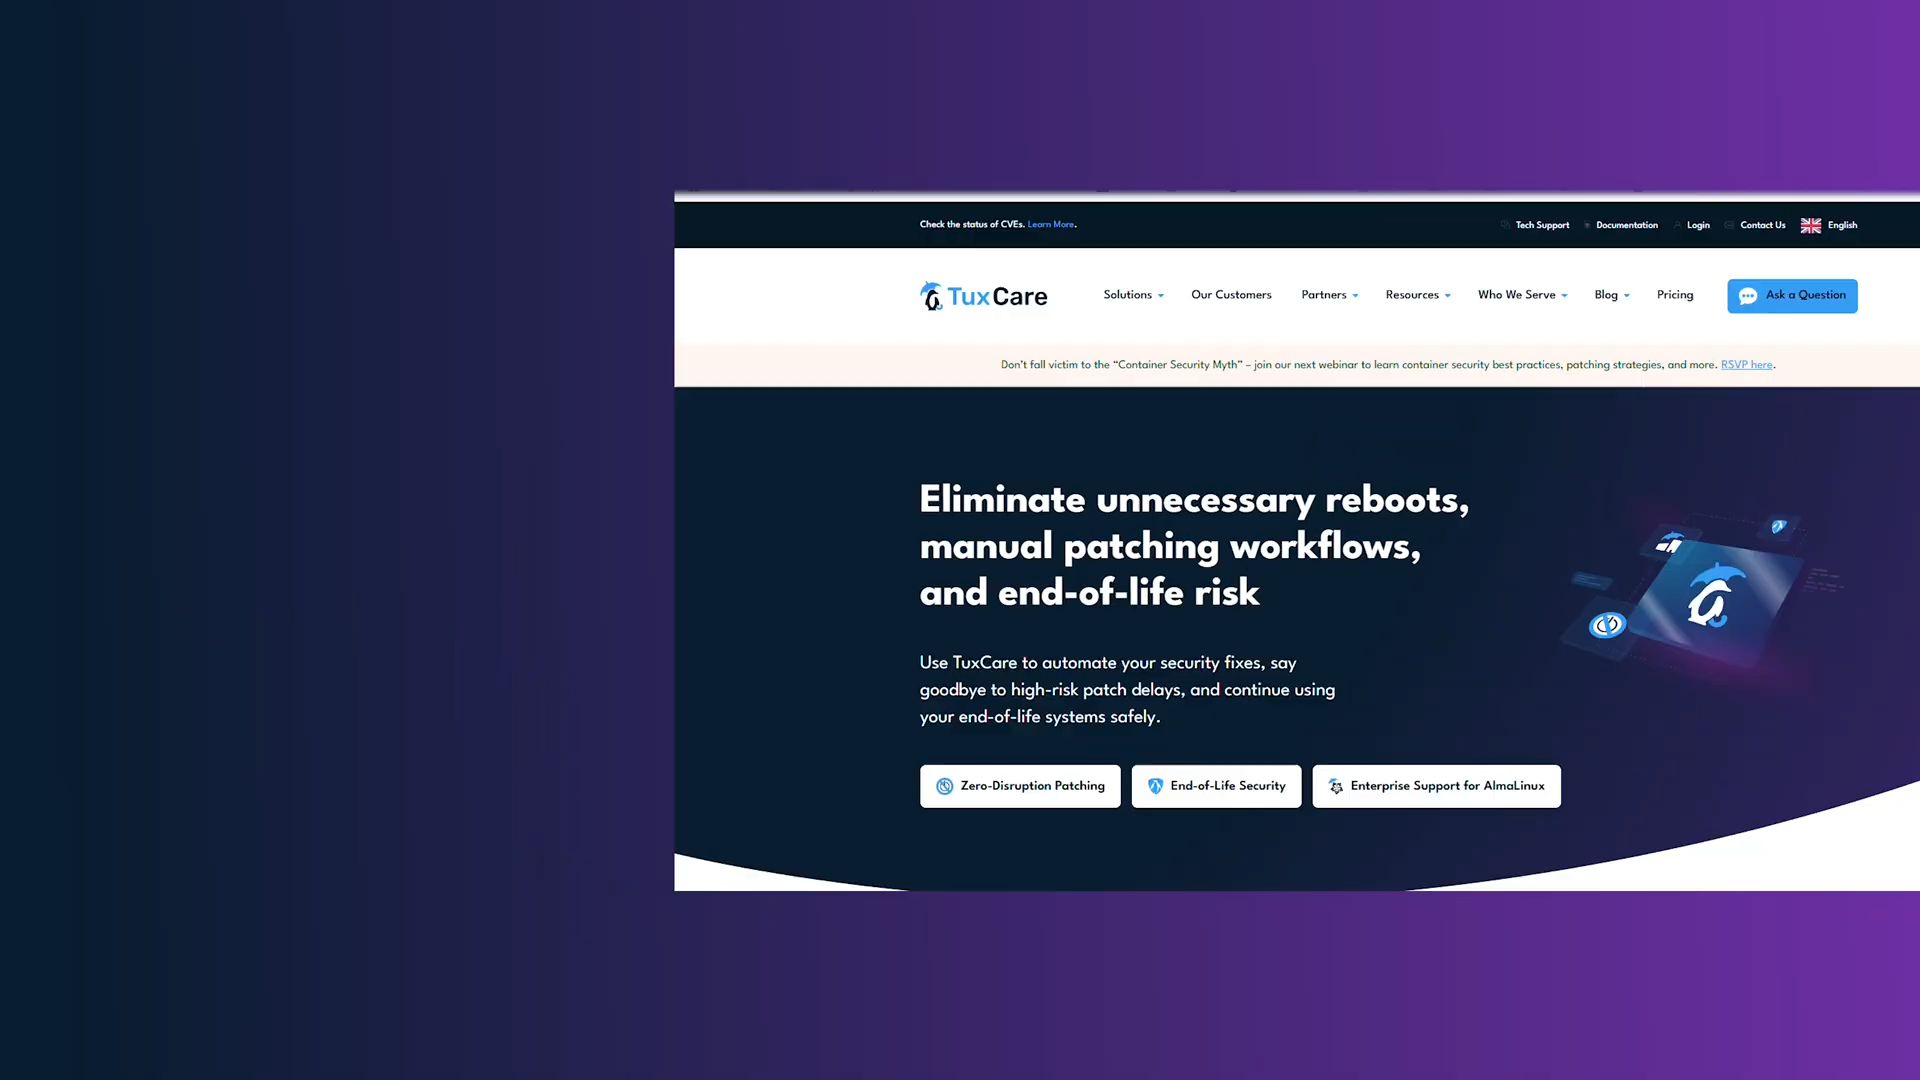 Check the status of CVEs. Learn More.
Tech Support
Documentation
Login
Contact Us
English
TuxCare
Solutions
Our Customers
Partners
Resources
Who We Serve
Blog
Pricing
Ask a Question
Don't fall victim to the “Container Security Myth” – join our next webinar to learn container security best practices, patching strategies, and more. RSVP here.
Eliminate unnecessary reboots,
manual patching workflows,
and end-of-life risk
Use TuxCare to automate your security fixes, say
goodbye to high-risk patch delays, and continue using
your end-of-life systems safely.
Zero-Disruption Patching
End-of-Life Security
Enterprise Support for AlmaLinux